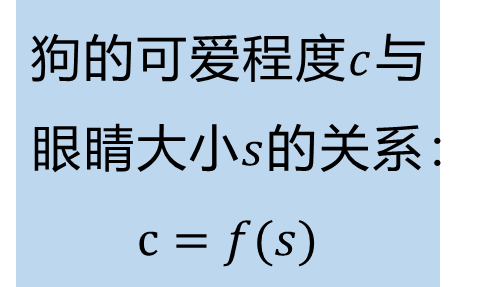 狗的可爱程度c与
眼睛大小s的关系：
c = f(s)